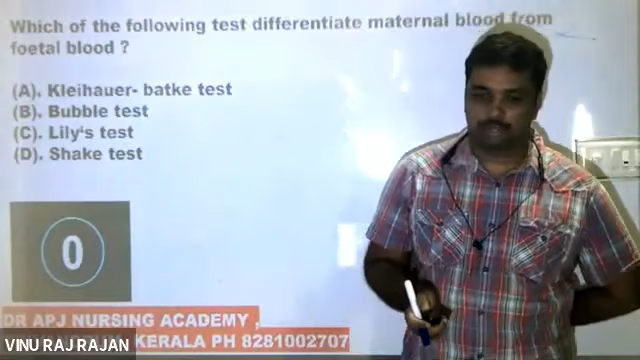 Which of the following test differentiate maternal blood from
foetal blood ?
(A). Kleihauer- batke test
(B). Bubble test
(C). Lily's test
(D). Shake test
0
DR APJ NURSING ACADEMY ,
KERALA PH 8281002707
VINU RAJ RAJAN